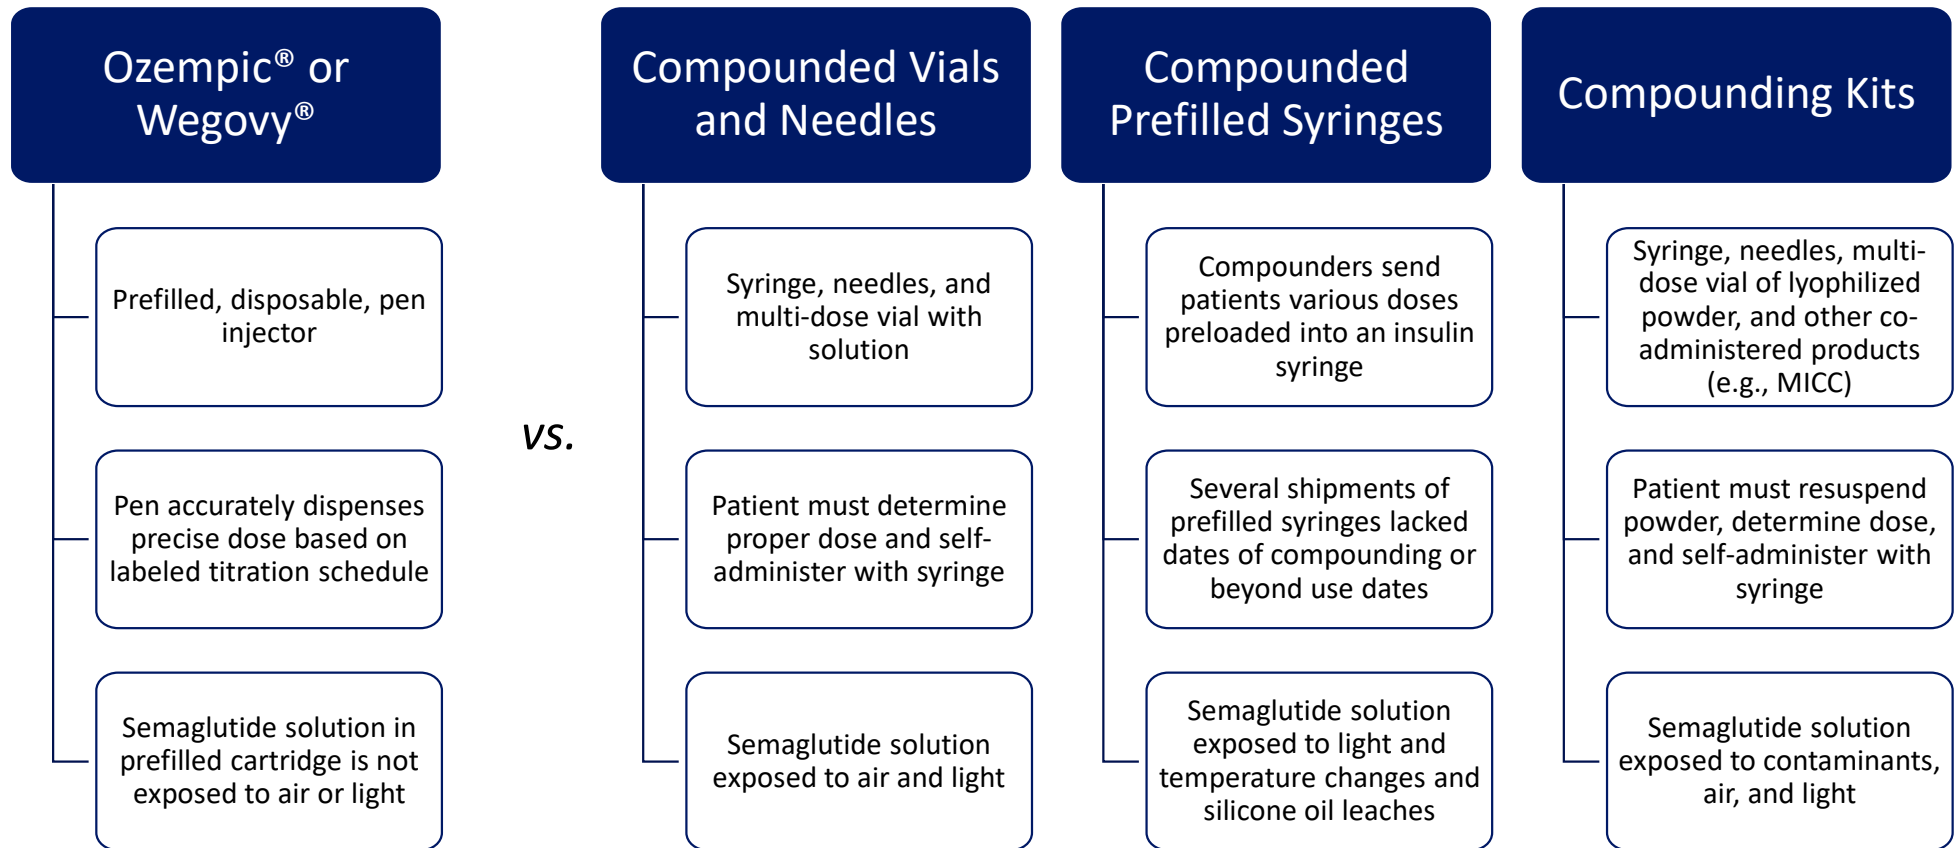 Ozempic® or
Wegovy®
Prefilled, disposable, pen
injector
Pen accurately dispenses
precise dose based on
labeled titration schedule
Semaglutide solution in
prefilled cartridge is not
exposed to air or light
vs.
Compounded Vials
and Needles
Syringe, needles, and
multi-dose vial with
solution
Patient must determine
proper dose and self-
administer with syringe
Semaglutide solution
exposed to air and light
Compounded
Prefilled Syringes
Compounders send
patients various doses
preloaded into an insulin
syringe
Several shipments of
prefilled syringes lacked
dates of compounding or
beyond use dates
Semaglutide solution
exposed to light and
temperature changes and
silicone oil leaches
Compounding Kits
Syringe, needles, multi-
dose vial of lyophilized
powder, and other co-
administered products
(e.g., MICC)
Patient must resuspend
powder, determine dose,
and self-administer with
syringe
Semaglutide solution
exposed to contaminants,
air, and light